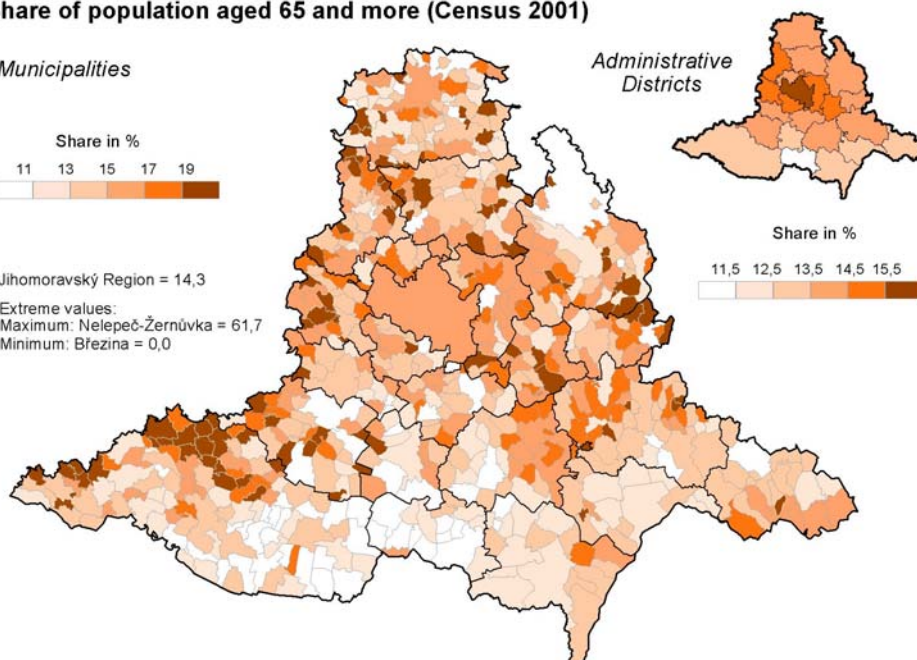 hare of population aged 65 and more (Census 2001)
Municipalities
Share in %
11 13 15 17 19
Jihomoravský Region = 14,3
Extreme values:
Maximum: Nelepeč-Žernůvka = 61,7
Minimum: Březina = 0,0
Administrative
Districts
Share in %
11,5 12,5 13,5 14,5 15,5